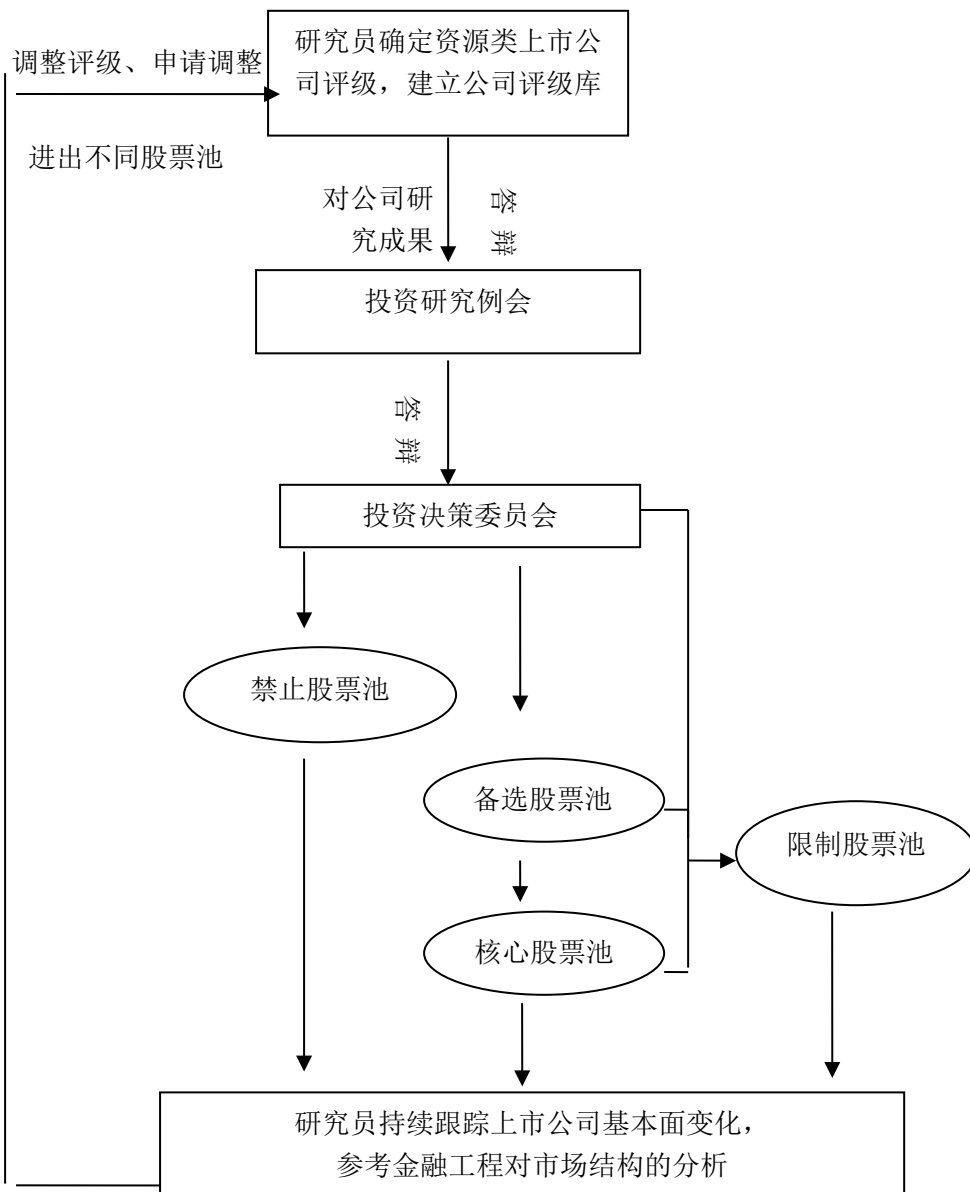 研究员确定资源类上市公
司评级，建立公司评级库
调整评级、申请调整
进出不同股票池
对公司研
究成果
答辩
投资研究例会
答辩
投资决策委员会
禁止股票池
备选股票池
限制股票池
核心股票池
研究员持续跟踪上市公司基本面变化，
参考金融工程对市场结构的分析